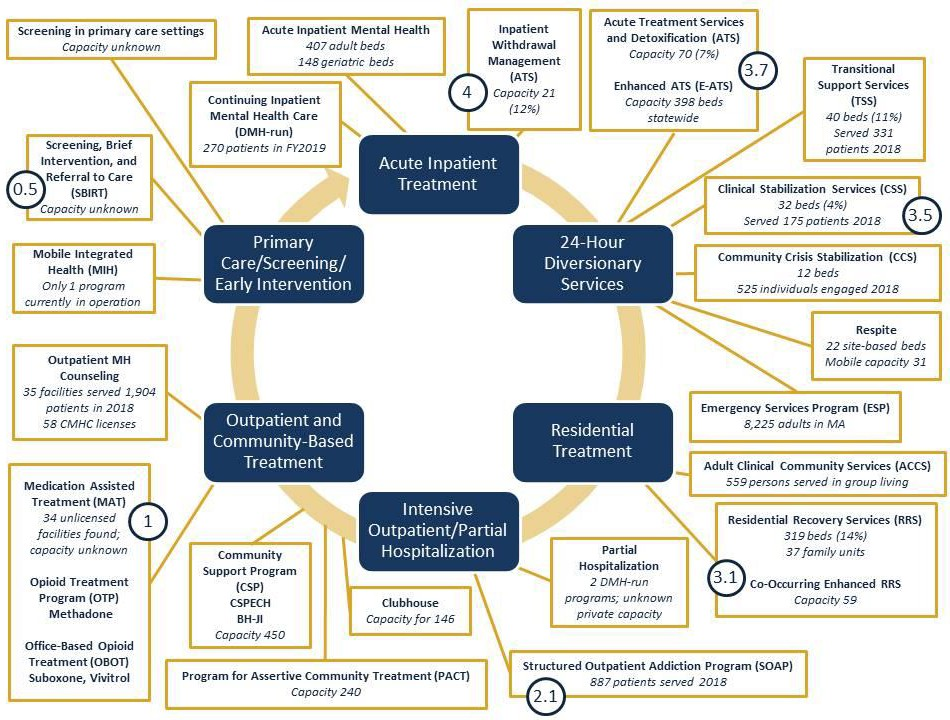 Screening in primary care settings
Capacity unknown
Acute Inpatient Mental Health
407 adult beds
148 geriatric beds
Inpatient
Withdrawal
Management
(ATS)
Capacity 21
(12%)
4
Acute Treatment Services
and Detoxification (ATS)
Capacity 70 (7%)
Enhanced ATS (E-ATS)
Capacity 398 beds
statewide
3.7
Transitional
Support Services
(TSS)
40 beds (11%)
Served 331
patients 2018
Continuing Inpatient
Mental Health Care
(DMH-run)
270 patients in FY2019
Screening, Brief
Intervention, and
Referral to Care
(SBIRT)
Capacity unknown
0.5
Acute Inpatient
Treatment
Clinical Stabilization Services (CSS)
32 beds (4%)
Served 175 patients 2018
3.5
Primary
Care/Screening/
Early Intervention
24-Hour
Diversionary
Services
Mobile Integrated
Health (MIH)
Only 1 program
currently in operation
Community Crisis Stabilization (CCS)
12 beds
525 individuals engaged 2018
Respite
22 site-based beds
Mobile capacity 31
Outpatient MH
Counseling
35 facilities served 1,904
patients in 2018
58 CMHC licenses
Emergency Services Program (ESP)
8,225 adults in MA
Outpatient and
Community-Based
Treatment
Residential
Treatment
Adult Clinical Community Services (ACCS)
559 persons served in group living
Medication Assisted
Treatment (MAT)
34 unlicensed
facilities found;
capacity unknown
Opioid Treatment
Program (OTP)
Methadone
Office-Based Opioid
Treatment (OBOT)
Suboxone, Vivitrol
1
Intensive
Outpatient/Partial
Hospitalization
Residential Recovery Services (RRS)
319 beds (14%)
37 family units
Co-Occurring Enhanced RRS
Capacity 59
3.1
Community
Support Program
(CSP)
CSPECH
BH-JI
Capacity 450
Clubhouse
Capacity for 146
Partial
Hospitalization
2 DMH-run
programs; unknown
private capacity
Program for Assertive Community Treatment (PACT)
Capacity 240
Structured Outpatient Addiction Program (SOAP)
887 patients served 2018
2.1